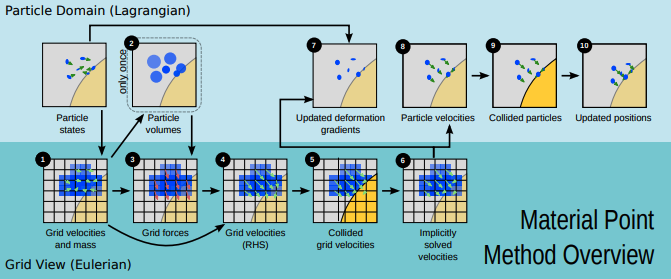 Particle Domain (Lagrangian)
2
7
8
9
10
only once
Particle
states
Particle
volumes
Updated deformation
gradients
Particle velocities
Collided particles
Updated positions
1
3
4
5
6
Grid velocities
and mass
Grid forces
Grid velocities
(RHS)
Collided
grid velocities
Implicitly
solved
velocities
Material Point
Method Overview
Grid View (Eulerian)